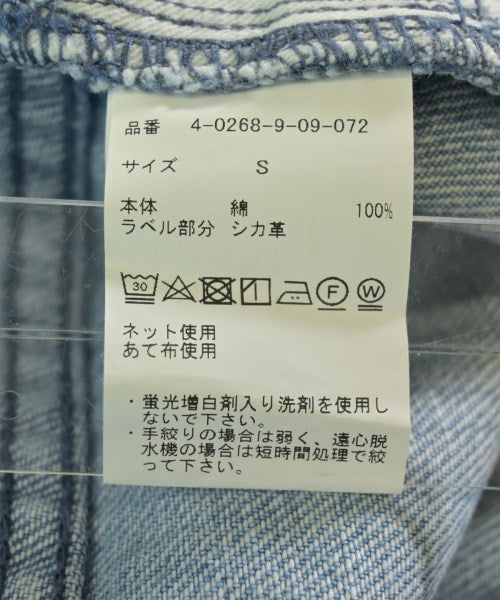 品番 4-0268-9-09-072
サイズ S
本体 綿 100%
ラベル部分 シカ革
30 F W
ネット使用
あて布使用
・蛍光増白剤入り洗剤を使用し
ないで下さい。
・手絞りの場合は弱く、遠心脱
水機の場合は短時間処理で絞
って下さい。